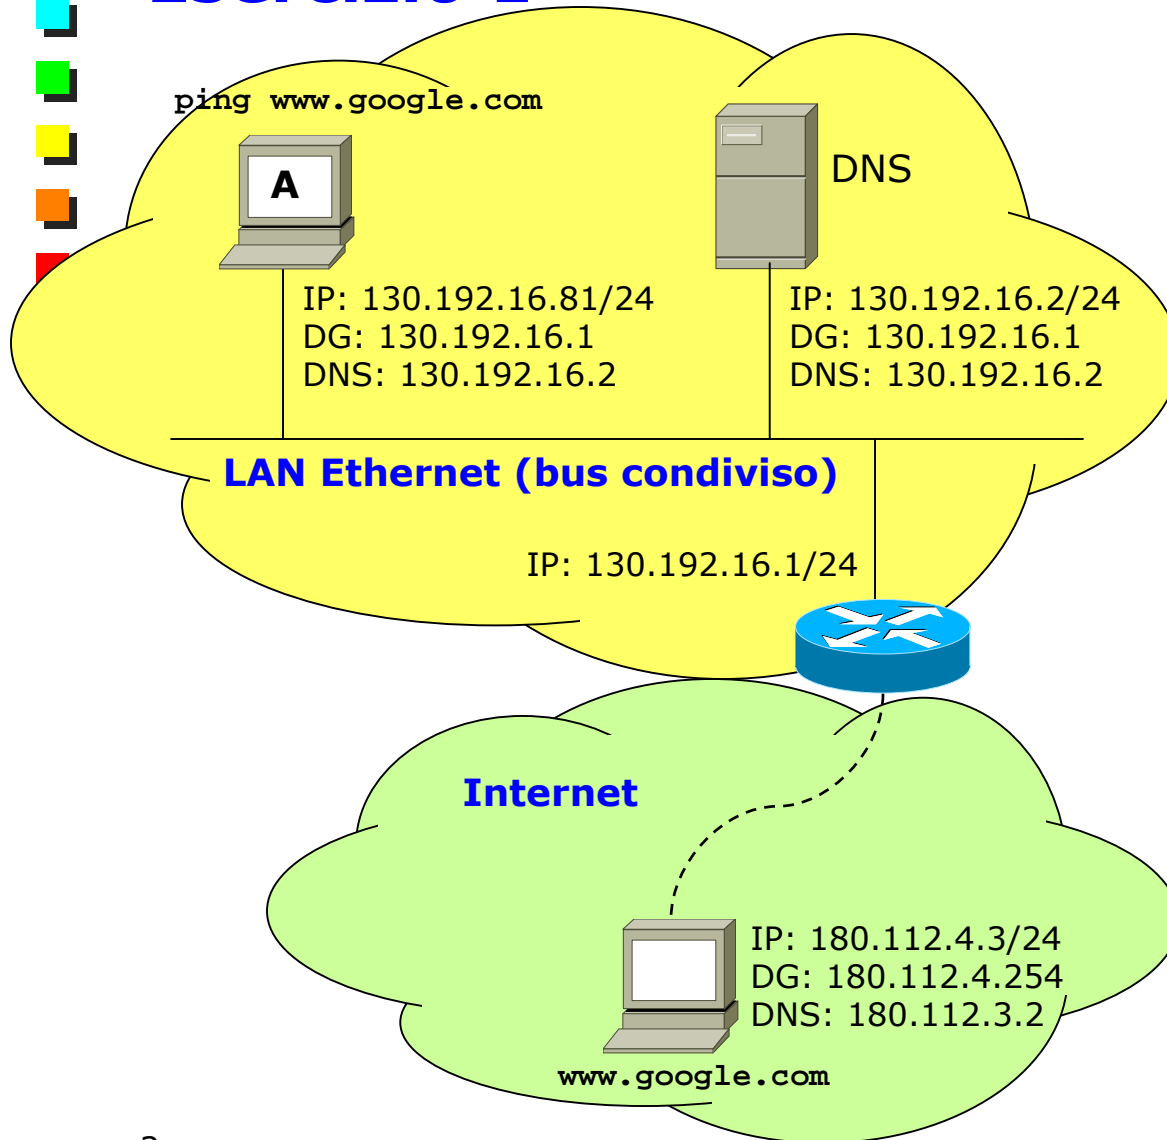 ping www.google.com
A
DNS
IP: 130.192.16.81/24
DG: 130.192.16.1
DNS: 130.192.16.2
IP: 130.192.16.2/24
DG: 130.192.16.1
DNS: 130.192.16.2
LAN Ethernet (bus condiviso)
IP: 130.192.16.1/24
Internet
IP: 180.112.4.3/24
DG: 180.112.4.254
DNS: 180.112.3.2
www.google.com